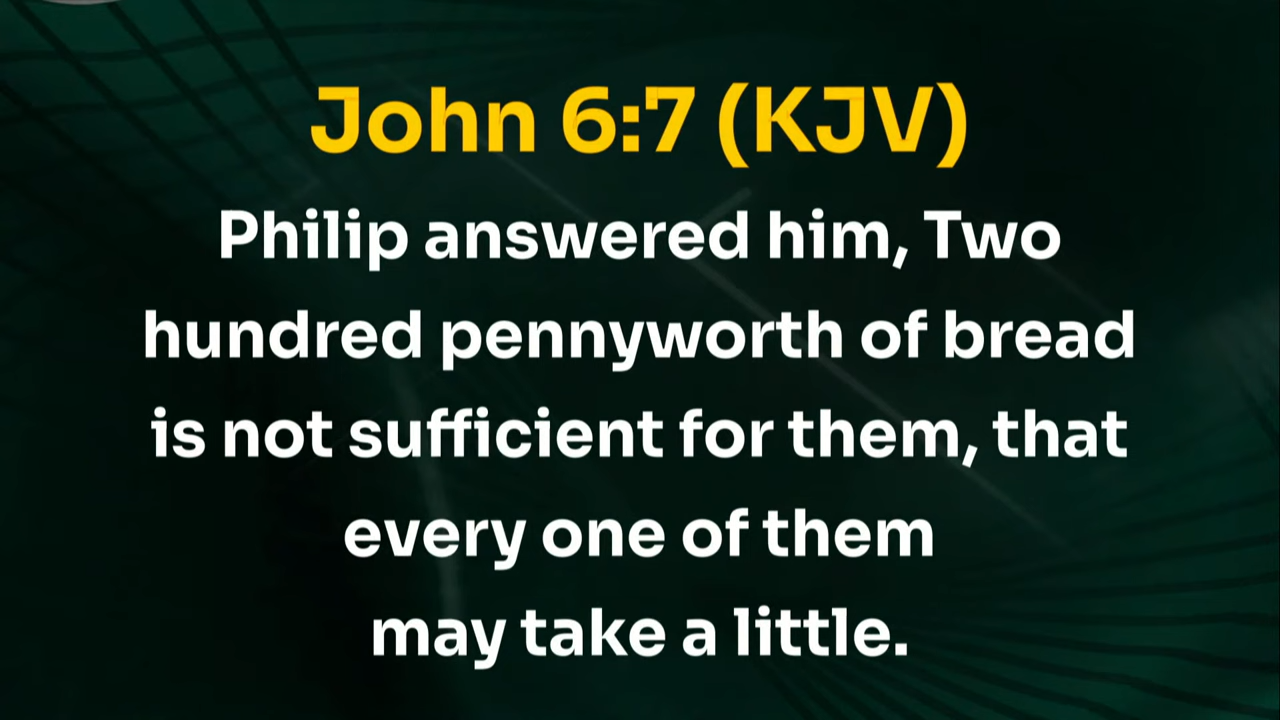 John 6:7 (KJV)
Philip answered him, Two
hundred pennyworth of bread
is not sufficient for them, that
every one of them
may take a little.